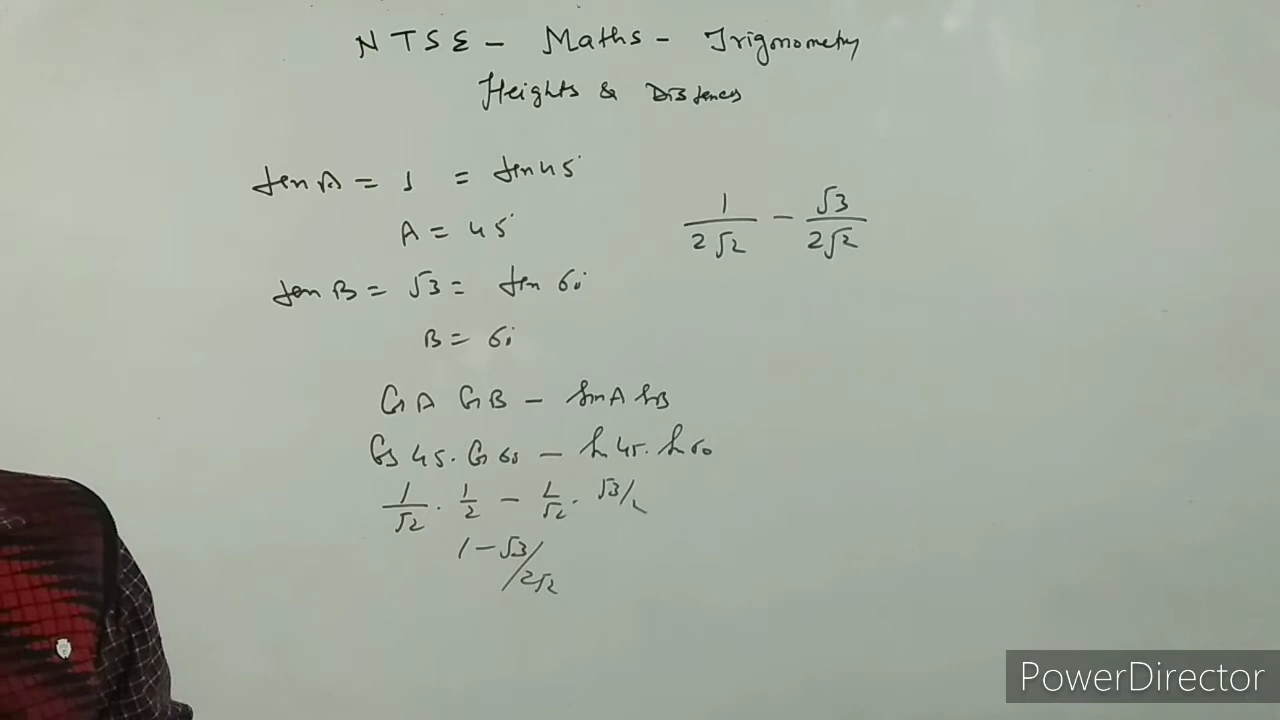 NTSE - Maths - Trigonometry
Heights & Distances
tan A = 1 = tan 45°
A = 45°
1/2√2 - √3/2√2
tan B = √3 = tan 60°
B = 60°
Cos A Cos B - Sin A Sin B
Cos 45. Cos 60 - Sin 45. Sin 60
1/√2 . 1/2 - 1/√2 . √3/2
1-√3/2√2
PowerDirector